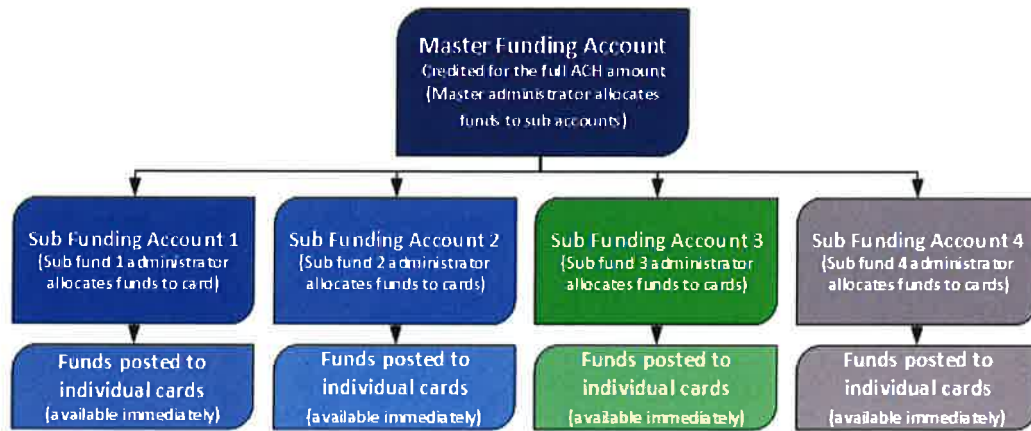 Master Funding Account
Credited for the full ACH amount
(Master administrator allocates
funds to sub accounts)
Sub Funding Account 1
(Sub fund 1 administrator
allocates funds to card)
Sub Funding Account 2
(Sub fund 2 administrator
allocates funds to cards)
Sub Funding Account 3
(Sub fund 3 administrator
allocates funds to cards)
Sub Funding Account 4
(Sub fund 4 administrator
allocates funds to cards)
Funds posted to
individual cards
(available immediately)
Funds posted to
individual cards
(available immediately)
Funds posted to
individual cards
(available immediately)
Funds posted to
individual cards
(available immediately)